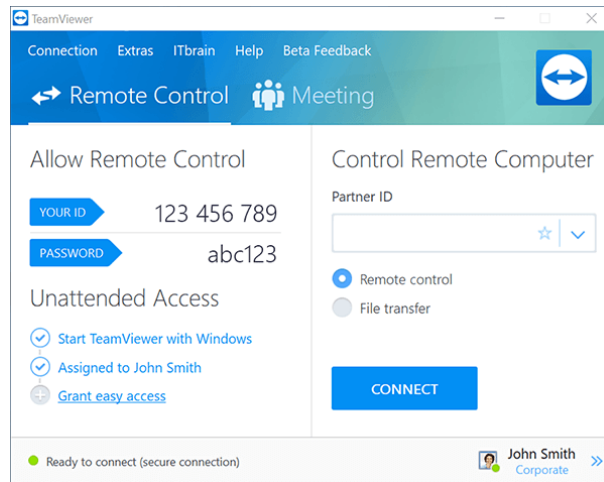 TeamViewer
Connection Extras ITbrain Help Beta Feedback
Remote Control Meeting
Allow Remote Control
YOUR ID 123 456 789
PASSWORD abc123
Unattended Access
Start TeamViewer with Windows
Assigned to John Smith
Grant easy access
Control Remote Computer
Partner ID
Remote control
File transfer
CONNECT
Ready to connect (secure connection)
John Smith
Corporate